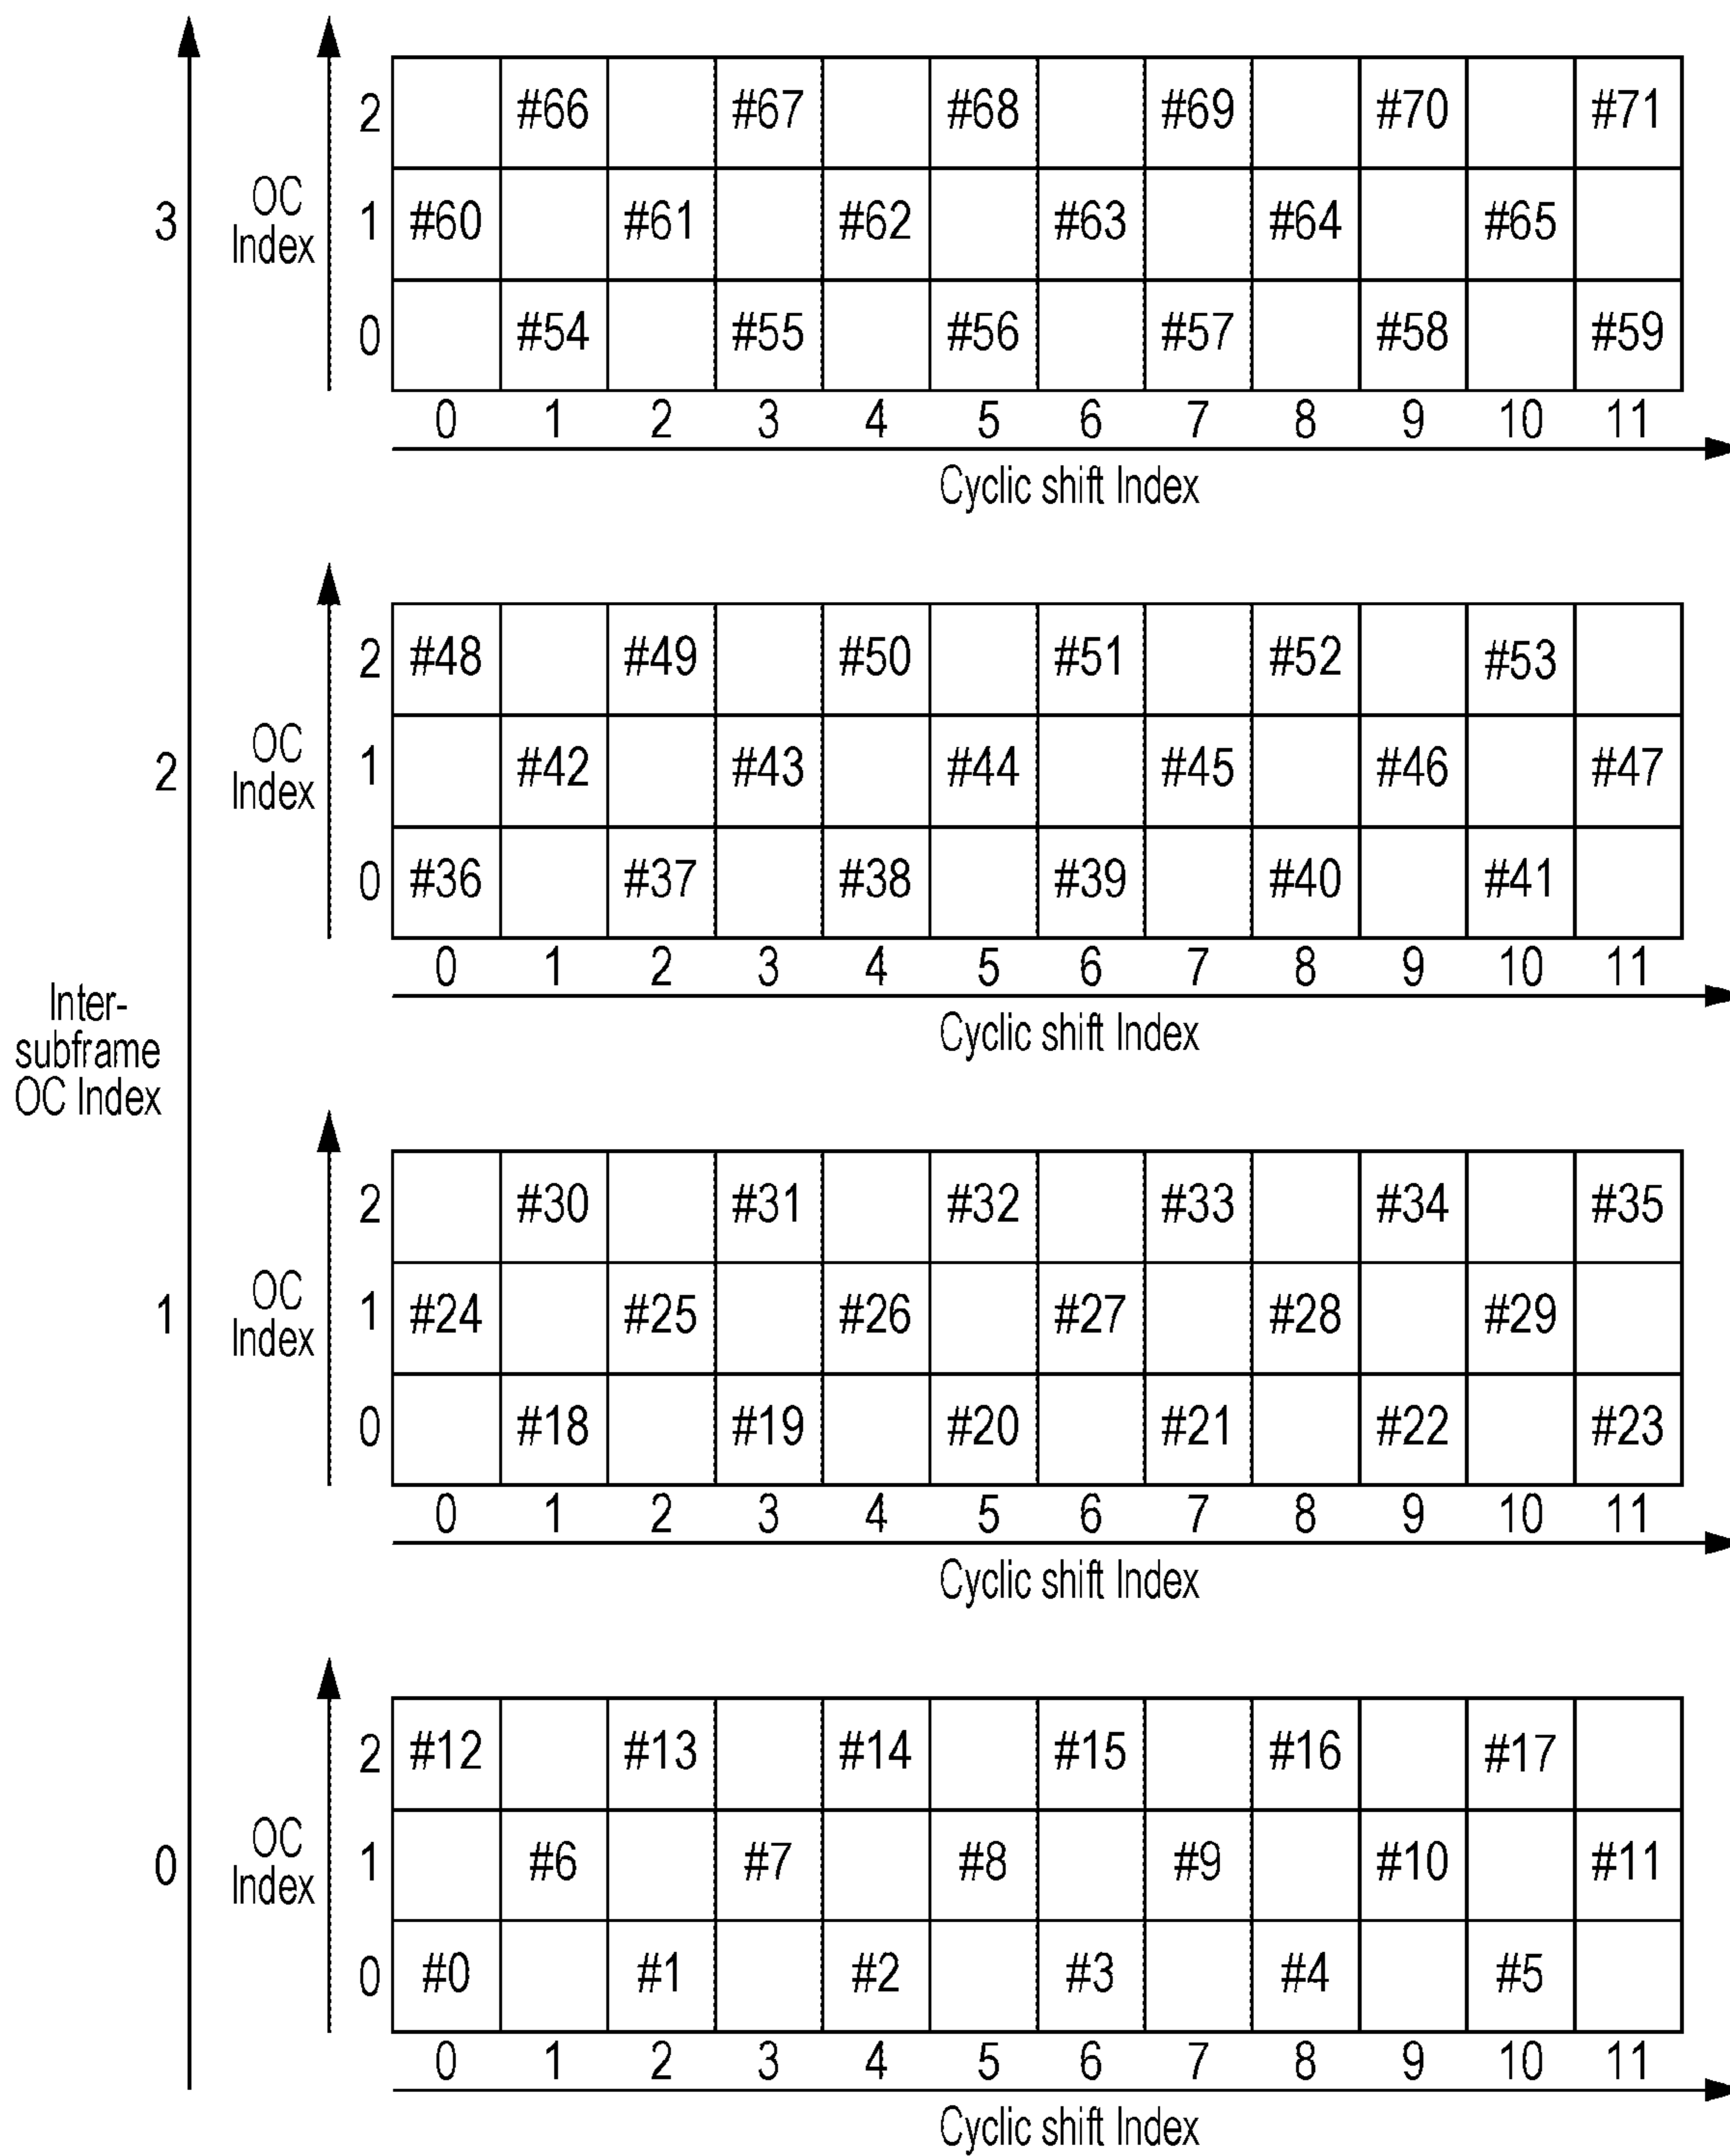 2 #66 #67 #68 #69 #70 #71
3 OC Index 1 #60 #61 #62 #63 #64 #65
0 #54 #55 #56 #57 #58 #59
0 1 2 3 4 5 6 7 8 9 10 11
Cyclic shift Index
2 #48 #49 #50 #51 #52 #53
2 OC Index 1 #42 #43 #44 #45 #46 #47
0 #36 #37 #38 #39 #40 #41
0 1 2 3 4 5 6 7 8 9 10 11
Cyclic shift Index
Inter-
subframe
OC Index
2 #30 #31 #32 #33 #34 #35
1 OC Index 1 #24 #25 #26 #27 #28 #29
0 #18 #19 #20 #21 #22 #23
0 1 2 3 4 5 6 7 8 9 10 11
Cyclic shift Index
2 #12 #13 #14 #15 #16 #17
0 OC Index 1 #6 #7 #8 #9 #10 #11
0 #0 #1 #2 #3 #4 #5
0 1 2 3 4 5 6 7 8 9 10 11
Cyclic shift Index